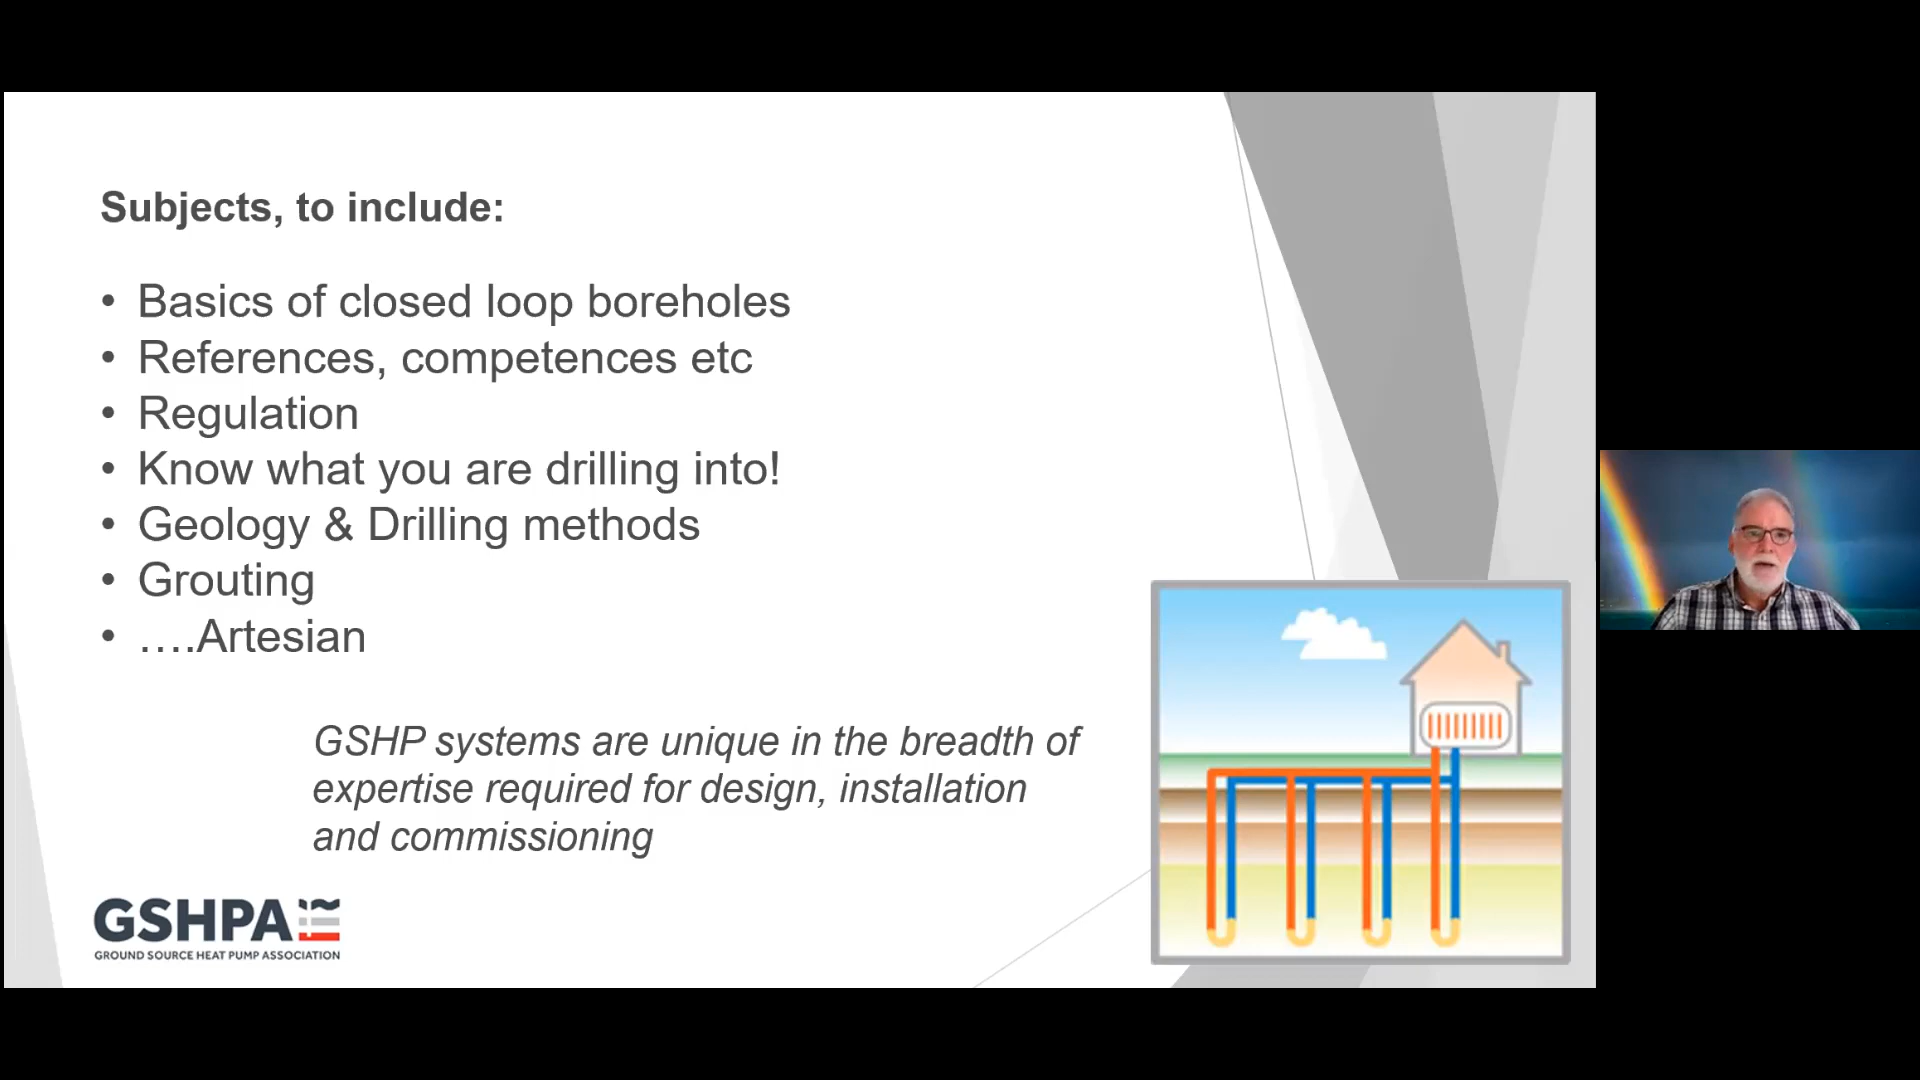 Subjects, to include:
• Basics of closed loop boreholes
• References, competences etc
• Regulation
• Know what you are drilling into!
• Geology & Drilling methods
• Grouting
• ….Artesian
GSHP systems are unique in the breadth of
expertise required for design, installation
and commissioning
GSHPA
GROUND SOURCE HEAT PUMP ASSOCIATION